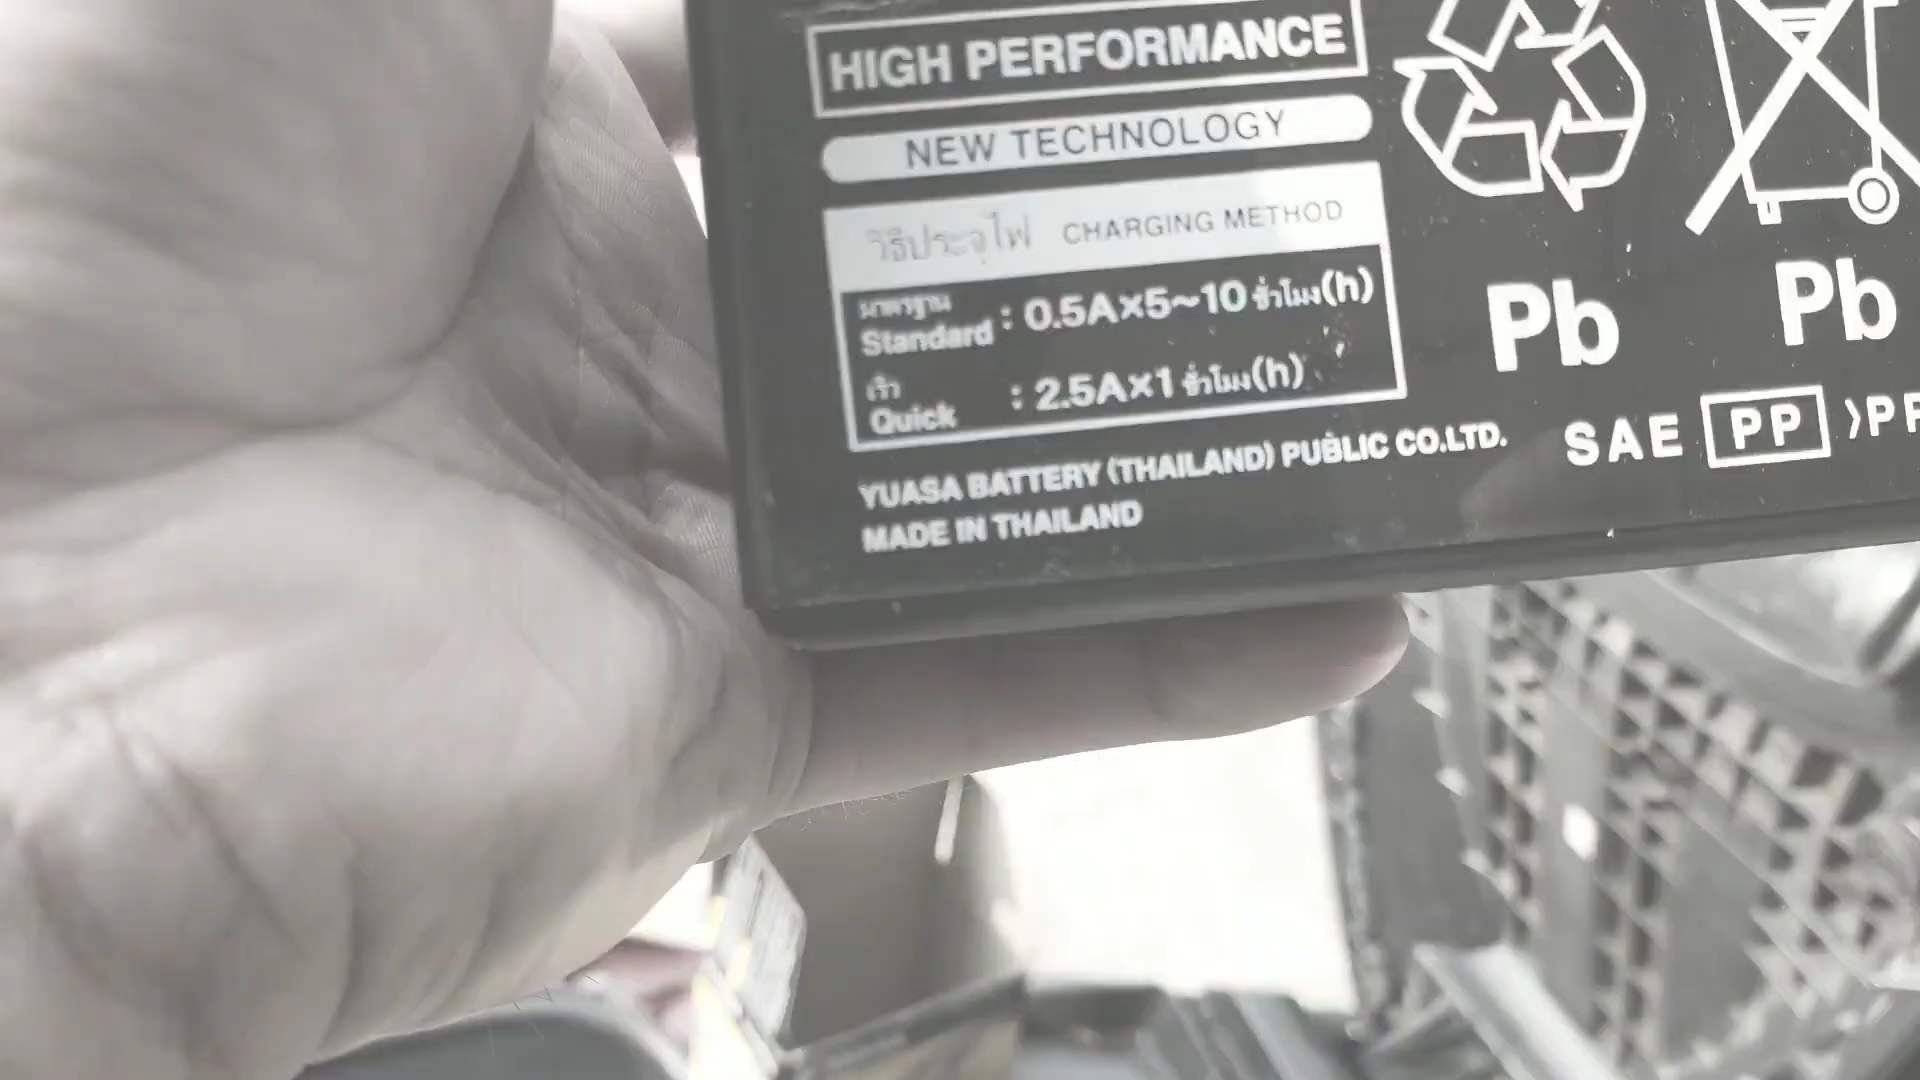 HIGH PERFORMANCE
NEW TECHNOLOGY
วิธีประจุไฟ CHARGING METHOD
มาตรฐาน
Standard : 0.5A×5~10 ชั่วโมง(h)
เร็ว
Quick : 2.5A×1 ชั่วโมง(h)
YUASA BATTERY (THAILAND) PUBLIC CO.LTD.
MADE IN THAILAND
Pb
Pb
SAE PP >PP